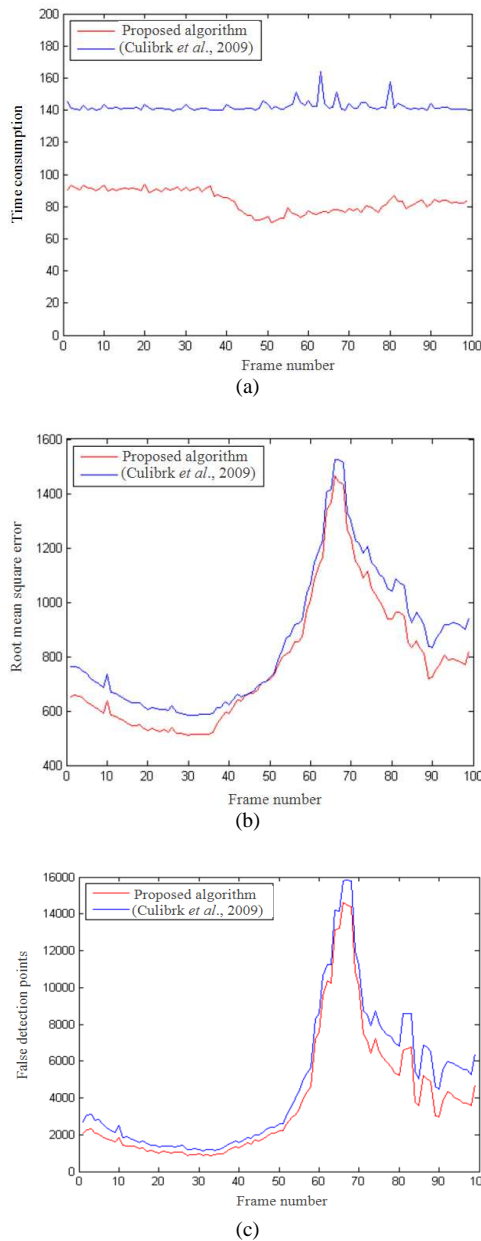 200
Proposed algorithm
(Culibrk et al., 2009)
180
160
140
120
100
80
60
40
20
0
Time consumption
0 10 20 30 40 50 60 70 80 90 100
Frame number
(a)
1600
Proposed algorithm
(Culibrk et al., 2009)
1400
1200
1000
800
600
400
Root mean square error
0 10 20 30 40 50 60 70 80 90 100
Frame number
(b)
16000
Proposed algorithm
(Culibrk et al., 2009)
14000
12000
10000
8000
6000
4000
2000
0
False detection points
0 10 20 30 40 50 60 70 80 90 100
Frame number
(c)